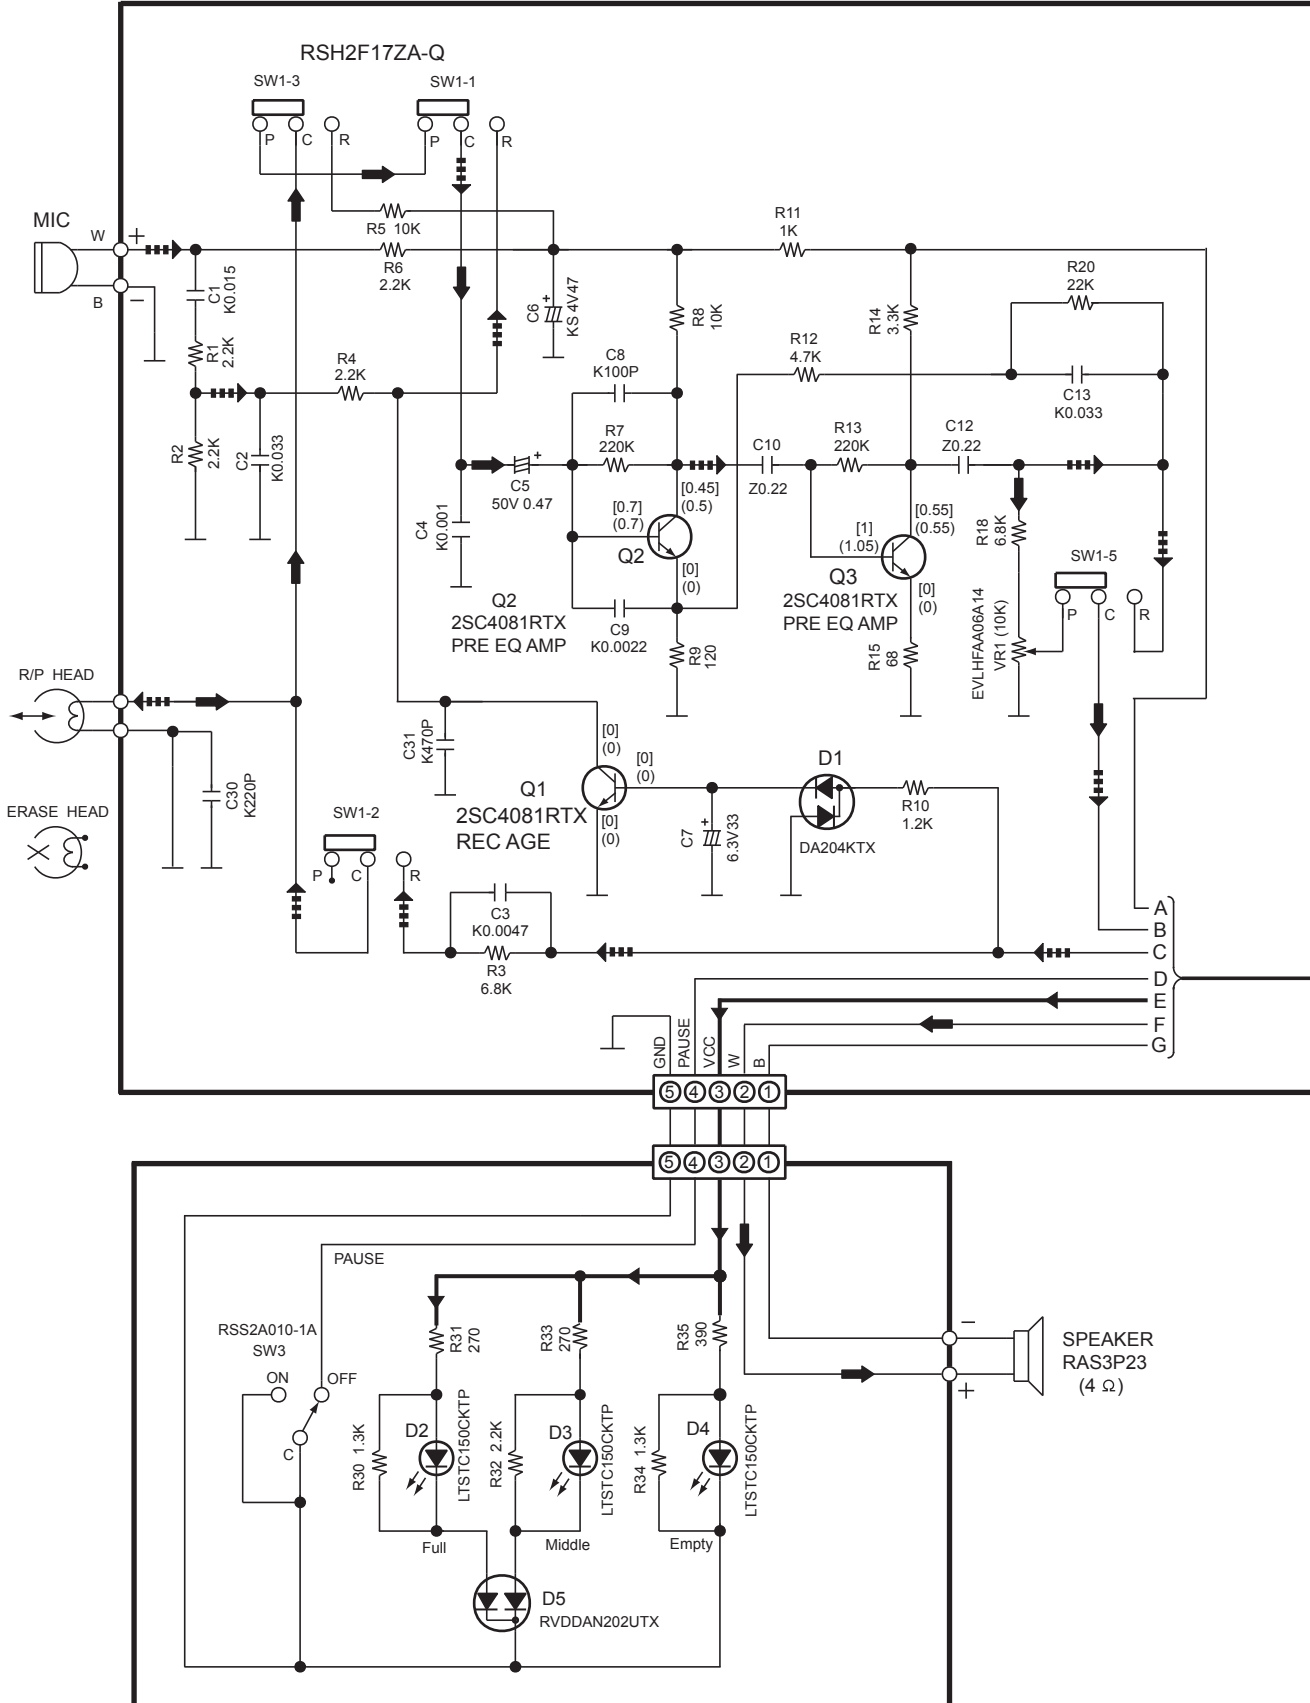 RSH2F17ZA-Q
SW1-3
SW1-1
P
C
R
P
C
R
MIC
W
+
B
−
R5 10K
R6
2.2K
R11
1K
C1
K0.015
R1
2.2K
C6
+
KS 4V47
R8
10K
R14
3.3K
R20
22K
R12
4.7K
C13
K0.033
R4
2.2K
C8
K100P
R2
2.2K
C2
K0.033
R7
220K
C10
Z0.22
R13
220K
C12
Z0.22
+
C5
50V 0.47
C4
K0.001
[0.7]
(0.7)
[0.45]
(0.5)
Q2
[0]
(0)
[1]
(1.05)
[0.55]
(0.55)
Q3
2SC4081RTX
PRE EQ AMP
[0]
(0)
R18
6.8K
SW1-5
P
C
R
Q2
2SC4081RTX
PRE EQ AMP
C9
K0.0022
R9
120
R15
68
EVLHFAA06A14
VR1 (10K)
R/P HEAD
ERASE HEAD
C30
K220P
C31
K470P
[0]
(0)
[0]
(0)
[0]
(0)
Q1
2SC4081RTX
REC AGE
C7
+
6.3V33
D1
DA204KTX
R10
1.2K
SW1-2
P
C
R
C3
K0.0047
R3
6.8K
A
B
C
D
E
F
G
GND
PAUSE
VCC
W
B
5 4 3 2 1
5 4 3 2 1
PAUSE
RSS2A010-1A
SW3
ON
OFF
C
R31
270
R33
270
R35
390
R30 1.3K
D2
LTSTC150CKTP
R32 2.2K
D3
LTSTC150CKTP
R34 1.3K
D4
LTSTC150CKTP
Full
Middle
Empty
D5
RVDDAN202UTX
−
+
SPEAKER
RAS3P23
(4 Ω)